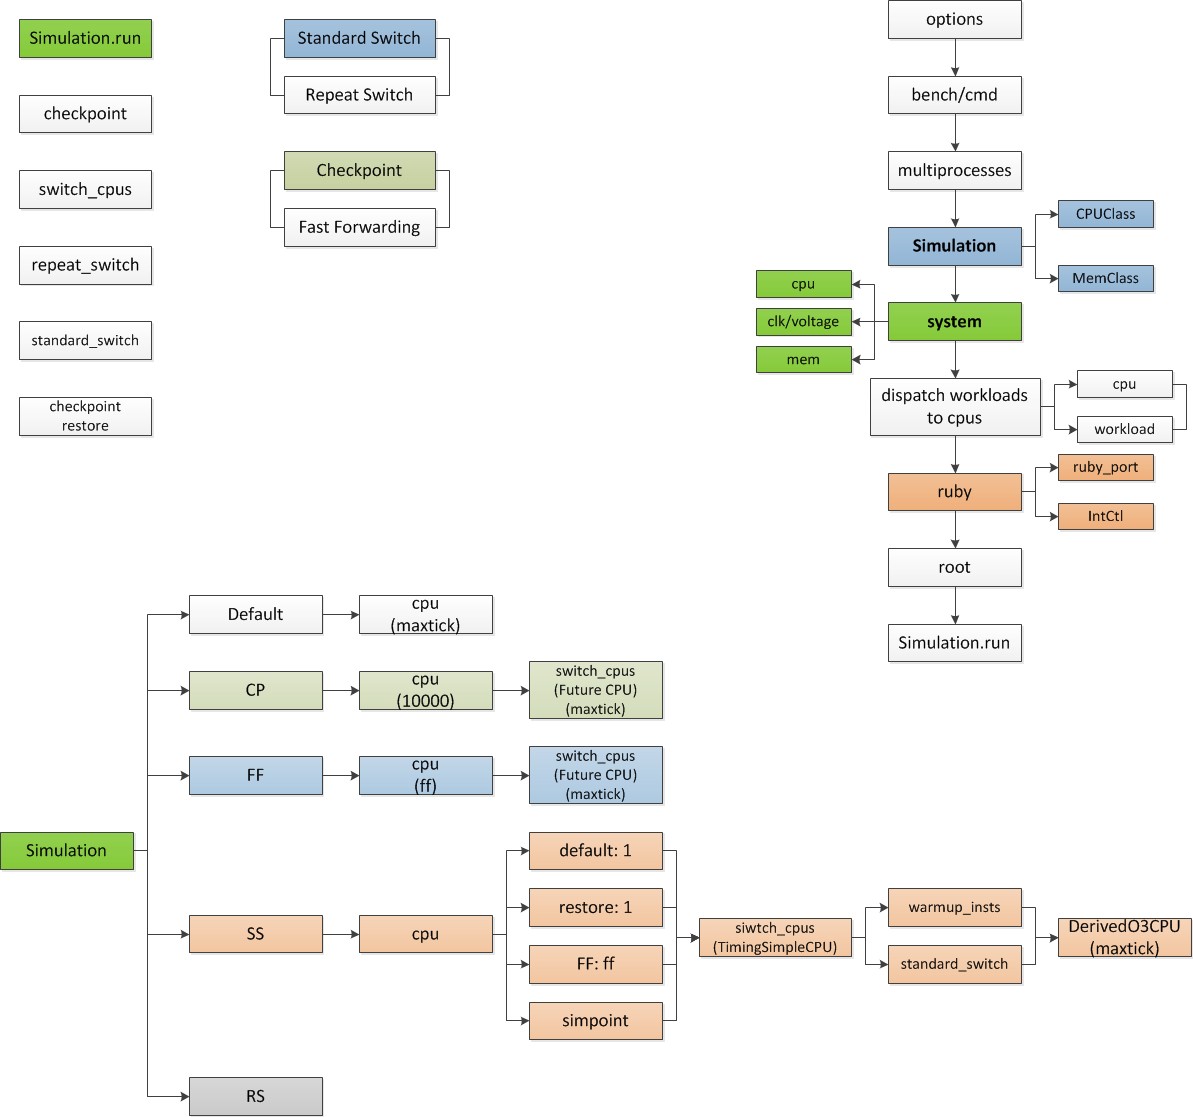 Simulation.run
checkpoint
switch_cpus
repeat_switch
standard_switch
checkpoint
restore
Standard Switch
Repeat Switch
Checkpoint
Fast Forwarding
options
bench/cmd
multiprocesses
Simulation
CPUClass
MemClass
system
cpu
clk/voltage
mem
dispatch workloads
to cpus
cpu
workload
ruby
ruby_port
IntCtl
root
Simulation.run
Simulation
Default
cpu
(maxtick)
CP
cpu
(10000)
switch_cpus
(Future CPU)
(maxtick)
FF
cpu
(ff)
switch_cpus
(Future CPU)
(maxtick)
SS
cpu
default: 1
restore: 1
FF: ff
simpoint
siwtch_cpus
(TimingSimpleCPU)
warmup_insts
standard_switch
DerivedO3CPU
(maxtick)
RS